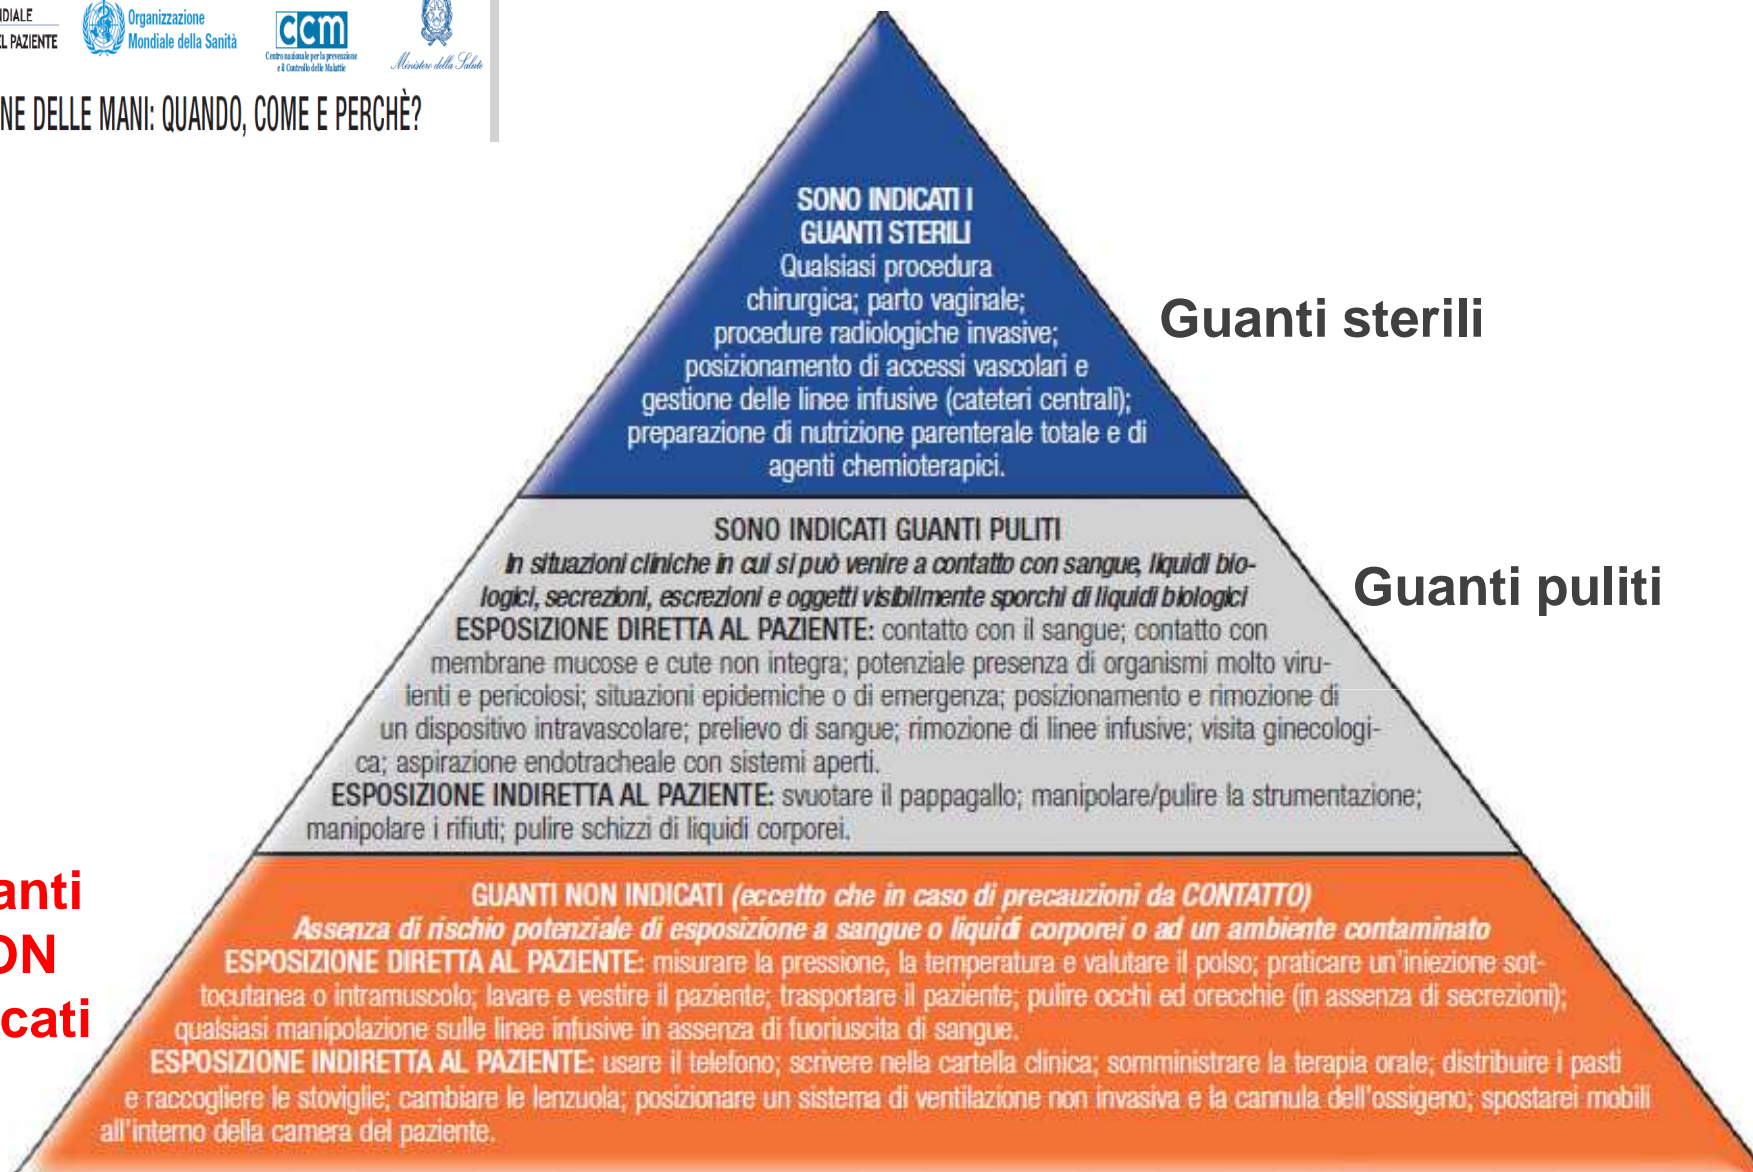 NDIALE
EL PAZIENTE
Organizzazione
Mondiale della Sanità
ccm
Centro nazionale per la prevenzione
e il Controllo delle Malattie
Ministero della Salute
NE DELLE MANI: QUANDO, COME E PERCHÈ?
SONO INDICATI I
GUANTI STERILI
Qualsiasi procedura
chirurgica; parto vaginale;
procedure radiologiche invasive;
posizionamento di accessi vascolari e
gestione delle linee infusive (cateteri centrali);
preparazione di nutrizione parenterale totale e di
agenti chemioterapici.
Guanti sterili
SONO INDICATI GUANTI PULITI
In situazioni cliniche in cui si può venire a contatto con sangue, liquidi bio-
logici, secrezioni, escrezioni e oggetti visibilmente sporchi di liquidi biologici
ESPOSIZIONE DIRETTA AL PAZIENTE: contatto con il sangue; contatto con
membrane mucose e cute non integra; potenziale presenza di organismi molto viru-
lenti e pericolosi; situazioni epidemiche o di emergenza; posizionamento e rimozione di
un dispositivo intravascolare; prelievo di sangue; rimozione di linee infusive; visita ginecologi-
ca; aspirazione endotracheale con sistemi aperti.
ESPOSIZIONE INDIRETTA AL PAZIENTE: svuotare il pappagallo; manipolare/pulire la strumentazione;
manipolare i rifiuti; pulire schizzi di liquidi corporei.
Guanti puliti
GUANTI NON INDICATI (eccetto che in caso di precauzioni da CONTATTO)
Assenza di rischio potenziale di esposizione a sangue o liquidi corporei o ad un ambiente contaminato
ESPOSIZIONE DIRETTA AL PAZIENTE: misurare la pressione, la temperatura e valutare il polso; praticare un'iniezione sot-
tocutanea o intramuscolo; lavare e vestire il paziente; trasportare il paziente; pulire occhi ed orecchie (in assenza di secrezioni);
qualsiasi manipolazione sulle linee infusive in assenza di fuoriuscita di sangue.
ESPOSIZIONE INDIRETTA AL PAZIENTE: usare il telefono; scrivere nella cartella clinica; somministrare la terapia orale; distribuire i pasti
e raccogliere le stoviglie; cambiare le lenzuola; posizionare un sistema di ventilazione non invasiva e la cannula dell'ossigeno; spostarei mobili
all'interno della camera del paziente.
anti
ON
cati